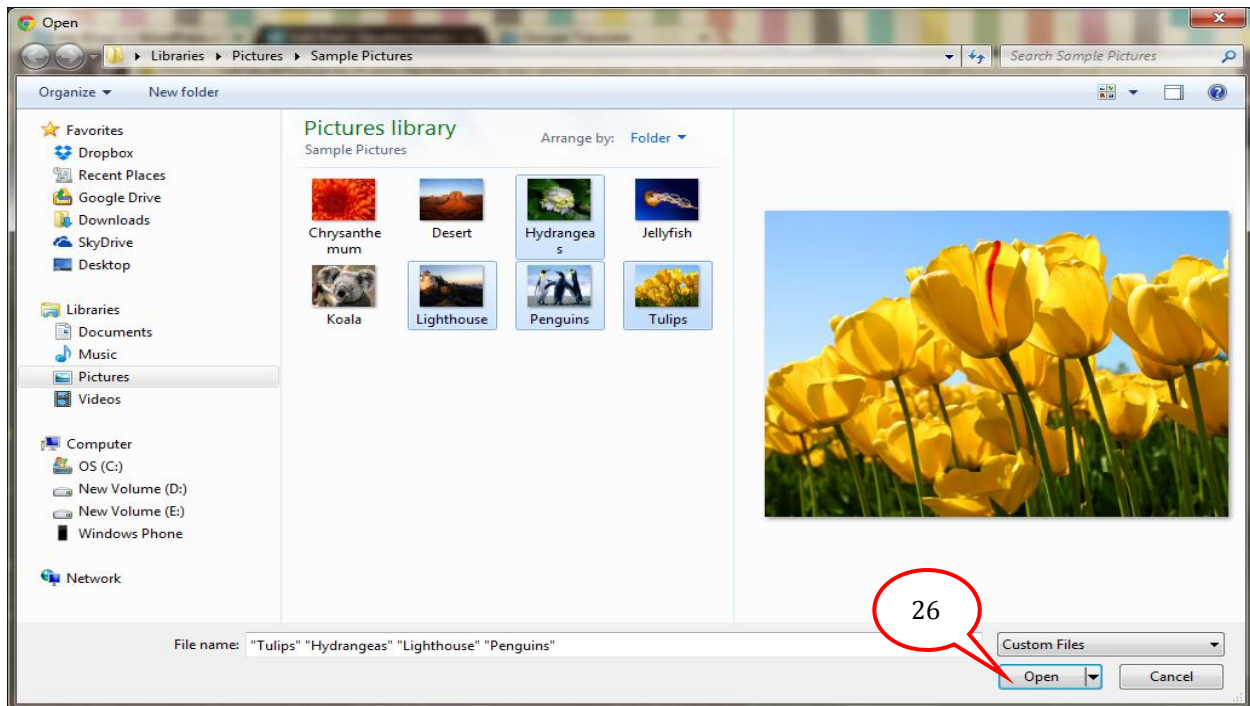 Open
Libraries Pictures Sample Pictures
Search Sample Pictures
Organize New folder
Favorites
Dropbox
Recent Places
Google Drive
Downloads
SkyDrive
Desktop
Libraries
Documents
Music
Pictures
Videos
Computer
OS (C:)
New Volume (D:)
New Volume (E:)
Windows Phone
Network
Pictures library
Sample Pictures
Arrange by: Folder
Chrysanthe
mum
Desert
Hydrangea
s
Jellyfish
Koala
Lighthouse
Penguins
Tulips
26
File name: "Tulips" "Hydrangeas" "Lighthouse" "Penguins"
Custom Files
Open Cancel